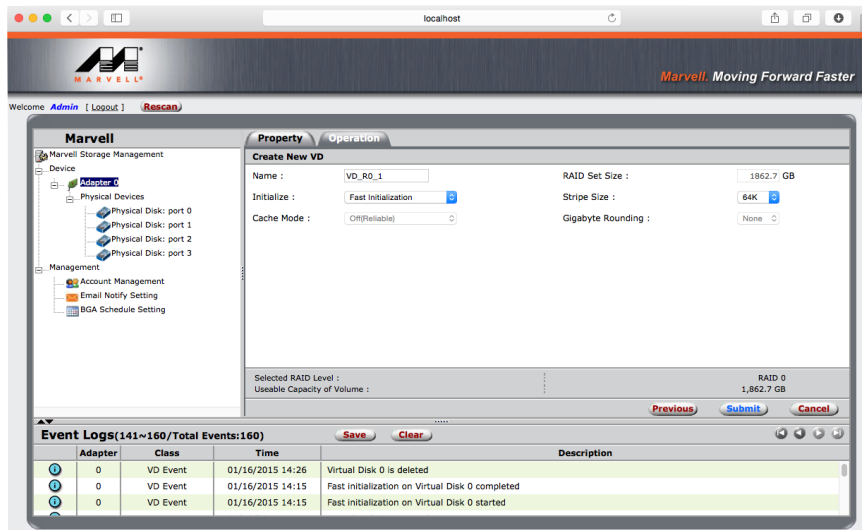 localhost
MARVELL®
Marvell. Moving Forward Faster
Welcome Admin [ Logout ] Rescan
Marvell
Marvell Storage Management
Device
Adapter 0
Physical Devices
Physical Disk: port 0
Physical Disk: port 1
Physical Disk: port 2
Physical Disk: port 3
Management
Account Management
Email Notify Setting
BGA Schedule Setting
Property Operation
Create New VD
Name : VD_R0_1 RAID Set Size : 1862.7 GB
Initialize : Fast Initialization Stripe Size : 64K
Cache Mode : Off(Reliable) Gigabyte Rounding : None
Selected RAID Level : RAID 0
Useable Capacity of Volume : 1,862.7 GB
Previous Submit Cancel
Event Logs(141~160/Total Events:160) Save Clear
Adapter Class Time Description
0 VD Event 01/16/2015 14:26 Virtual Disk 0 is deleted
0 VD Event 01/16/2015 14:15 Fast initialization on Virtual Disk 0 completed
0 VD Event 01/16/2015 14:15 Fast initialization on Virtual Disk 0 started